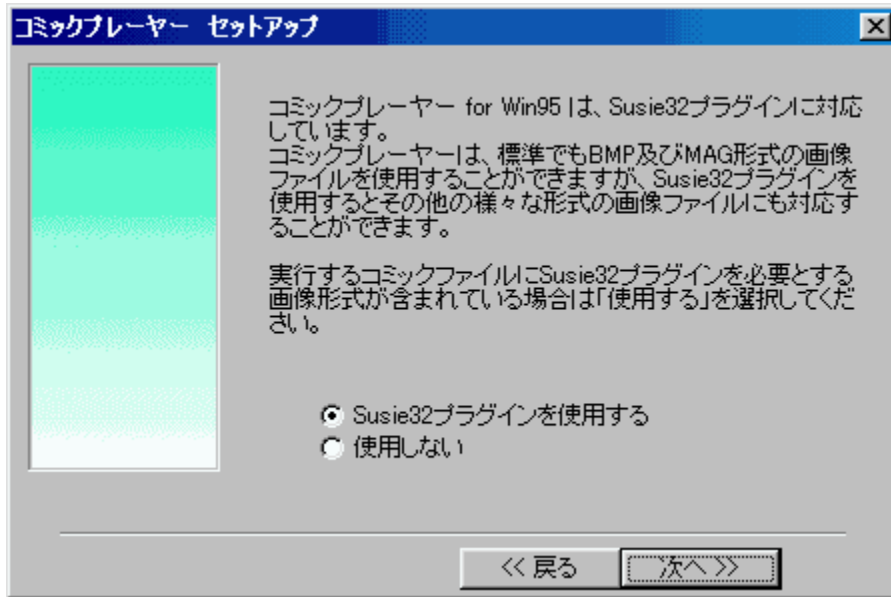 コミックプレーヤー セットアップ
コミックプレーヤー for Win95 は、Susie32プラグインに対応
しています。
コミックプレーヤーは、標準でもBMP及びMAG形式の画像
ファイルを使用することができますが、Susie32プラグインを
使用するとその他の様々な形式の画像ファイルにも対応す
ることができます。
実行するコミックファイルにSusie32プラグインを必要とする
画像形式が含まれている場合は「使用する」を選択してくだ
さい。
Susie32プラグインを使用する
使用しない
<< 戻る
次へ >>